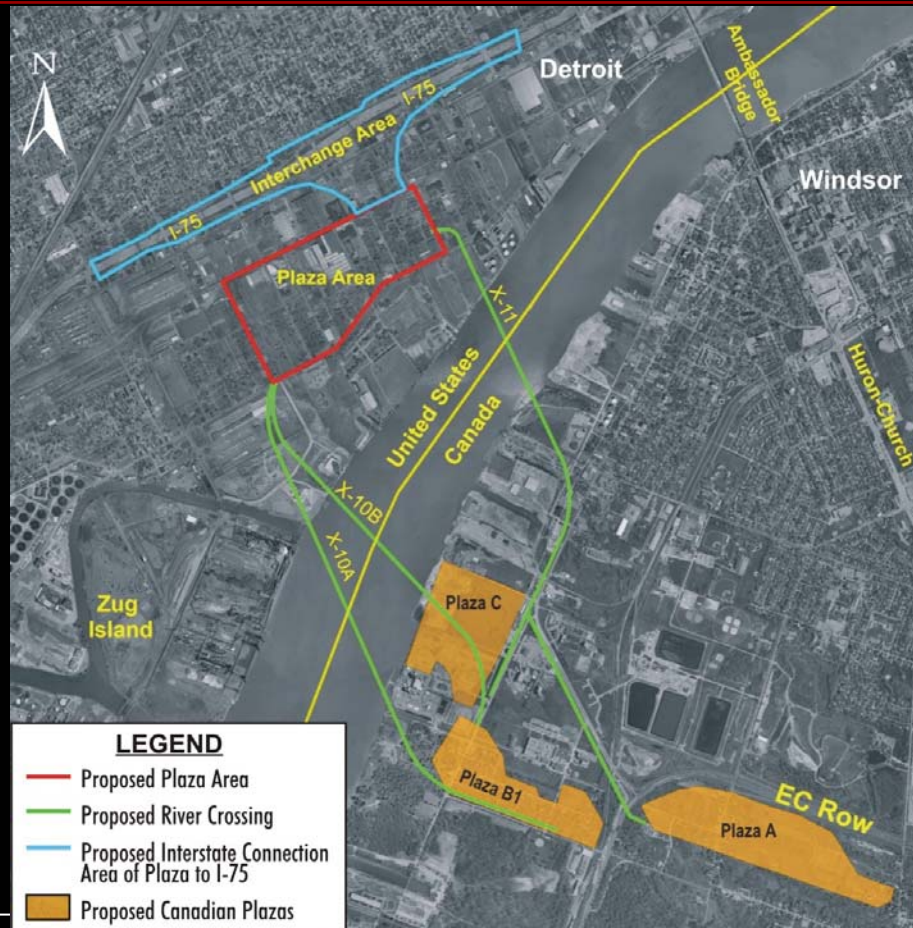 N
Detroit
Ambassador
Bridge
I-75
Interchange Area
I-75
Windsor
Plaza Area
X-11
United States
Canada
Huron-Church
X-10B
X-10A
Zug
Island
Plaza C
Plaza B1
EC Row
Plaza A
LEGEND
Proposed Plaza Area
Proposed River Crossing
Proposed Interstate Connection
Area of Plaza to I-75
Proposed Canadian Plazas